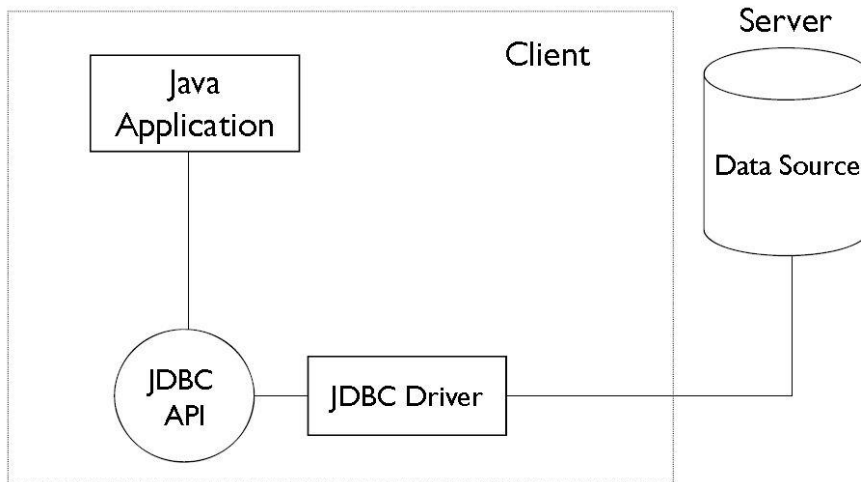 Server
Client
Java
Application
Data Source
JDBC
API
JDBC Driver